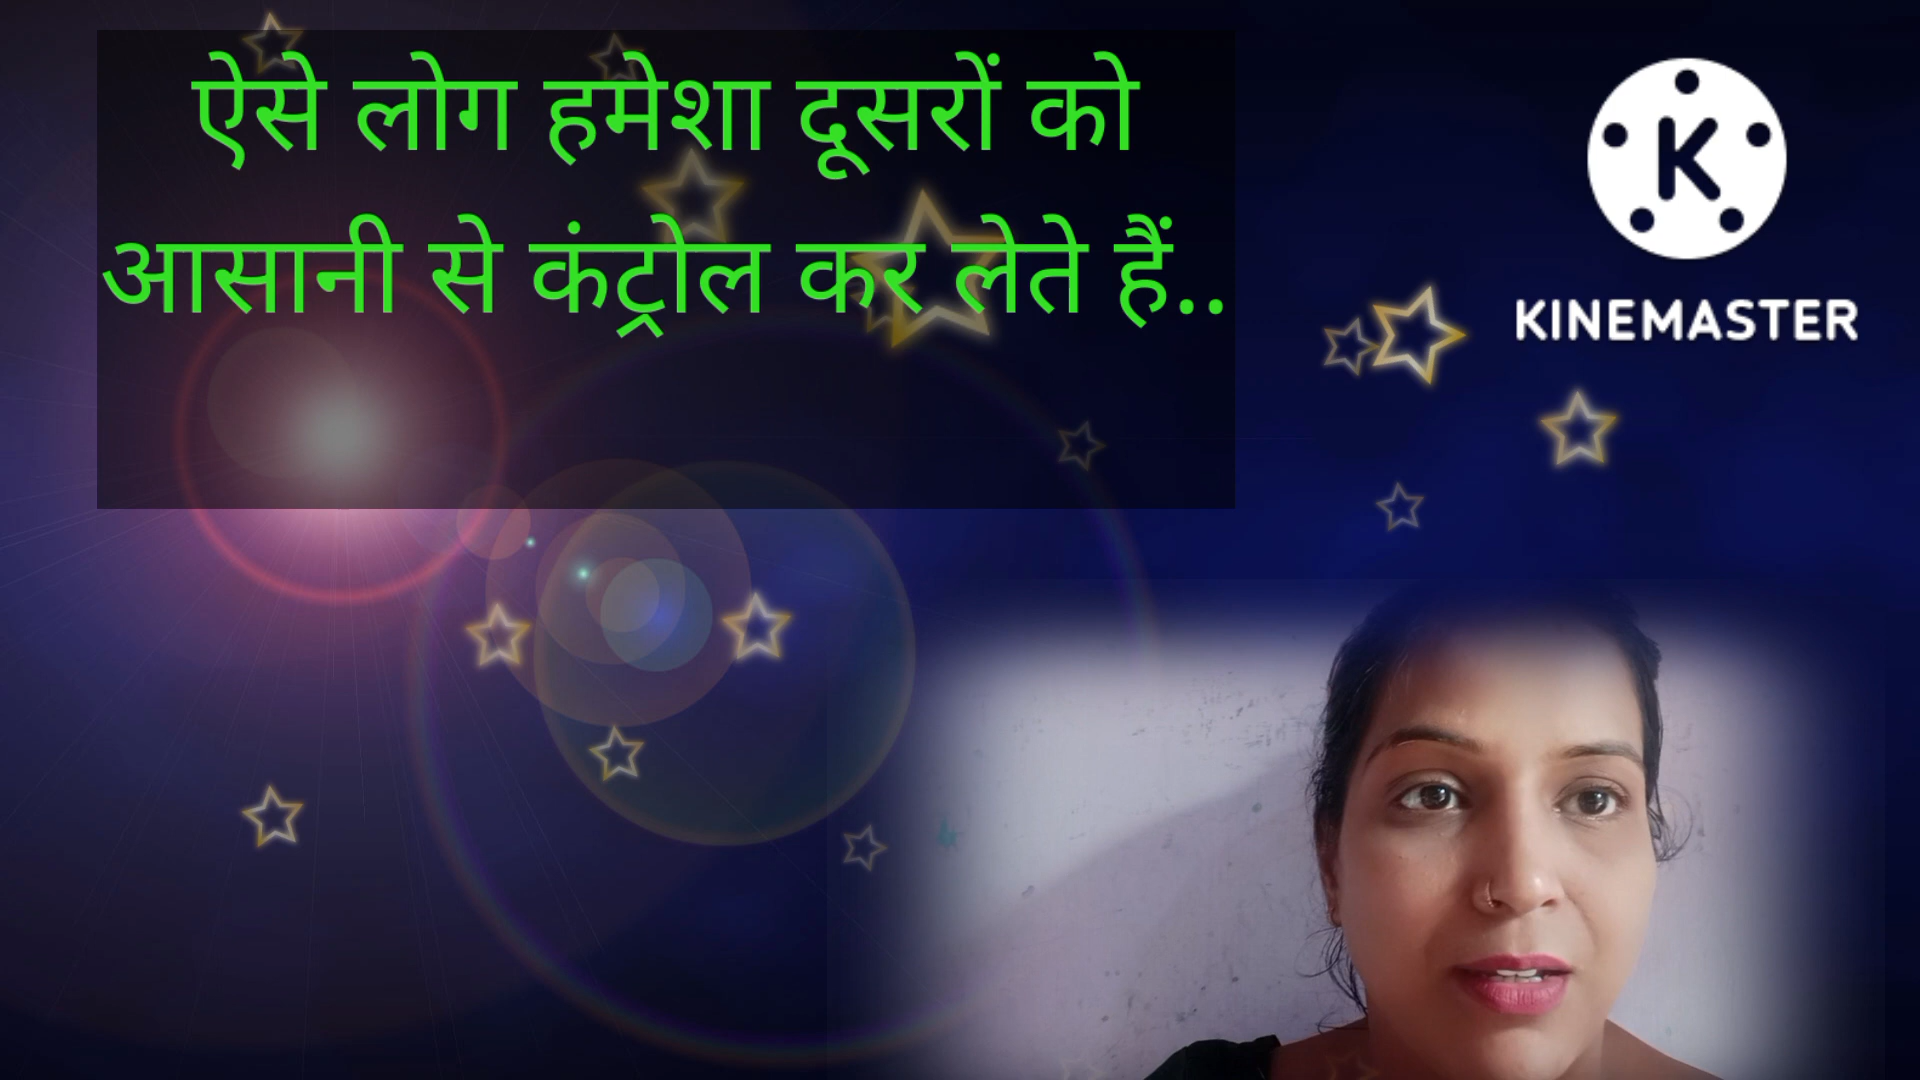 ऐसे लोग हमेशा दूसरों को
आसानी से कंट्रोल कर लेते हैं..
K
KINEMASTER